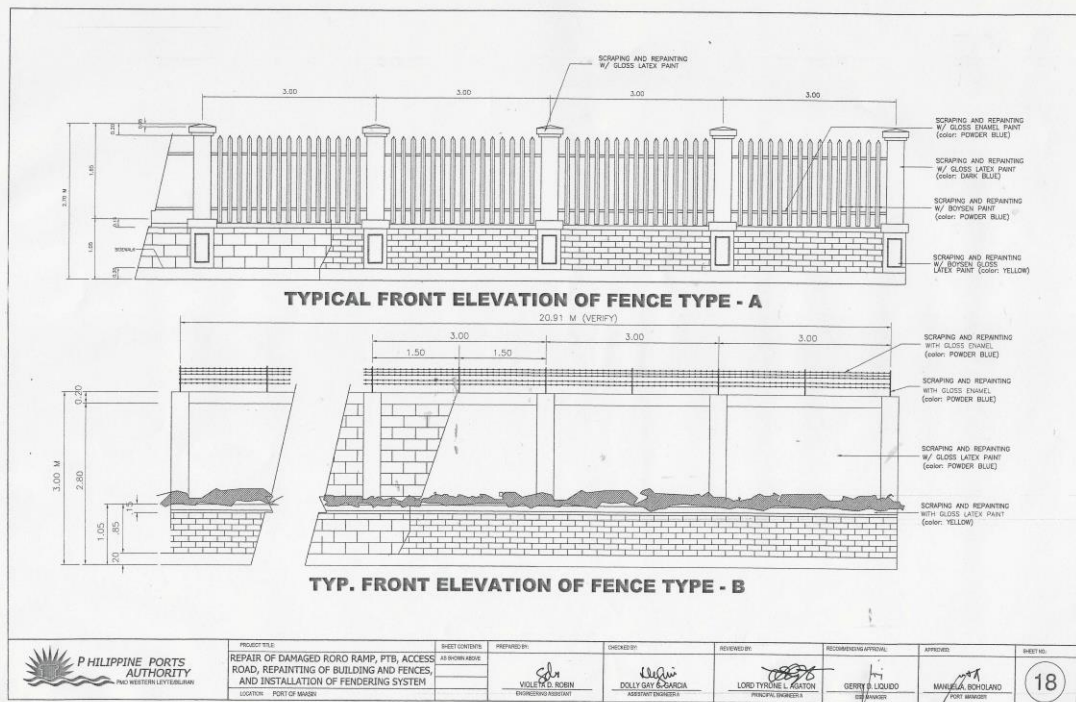 SCRAPING AND REPAINTING
W/ GLOSS LATEX PAINT
3.00
3.00
3.00
3.00
SCRAPING AND REPAINTING
W/ GLOSS ENAMEL PAINT
(color: POWDER BLUE)
SCRAPING AND REPAINTING
W/ GLOSS LATEX PAINT
(color: DARK BLUE)
SCRAPING AND REPAINTING
W/ BOYSEN PAINT
(color: POWDER BLUE)
SCRAPING AND REPAINTING
W/ BOYSEN GLOSS
LATEX PAINT (color: YELLOW)
1.65
1.05
SIDEWALK
TYPICAL FRONT ELEVATION OF FENCE TYPE - A
20.91 M (VERIFY)
3.00
3.00
3.00
1.50
1.50
SCRAPING AND REPAINTING
WITH GLOSS ENAMEL
(color: POWDER BLUE)
SCRAPING AND REPAINTING
WITH GLOSS ENAMEL
(color: POWDER BLUE)
SCRAPING AND REPAINTING
W/ GLOSS LATEX PAINT
(color: POWDER BLUE)
SCRAPING AND REPAINTING
WITH GLOSS LATEX PAINT
(color: YELLOW)
0.20
3.00 M
2.80
.15
1.05
.85
.20
TYP. FRONT ELEVATION OF FENCE TYPE - B
PHILIPPINE PORTS
AUTHORITY
PMO WESTERN LEYTE/BILIRAN
PROJECT TITLE:
REPAIR OF DAMAGED RORO RAMP, PTB, ACCESS
ROAD, REPAINTING OF BUILDING AND FENCES,
AND INSTALLATION OF FENDERING SYSTEM
LOCATION: PORT OF MAASIN
SHEET CONTENTS:
AS SHOWN ABOVE
PREPARED BY:
VIOLETA D. ROBIN
ENGINEERING ASSISTANT
CHECKED BY:
DOLLY GAY B. GARCIA
ASSISTANT ENGINEER A
REVIEWED BY:
LORD TYRONE L. AGATON
PRINCIPAL ENGINEER A
RECOMMENDING APPROVAL:
GERRY D. LIQUIDO
ESD MANAGER
APPROVED:
MANUEL A. BOHOLANO
PORT MANAGER
SHEET NO.:
18